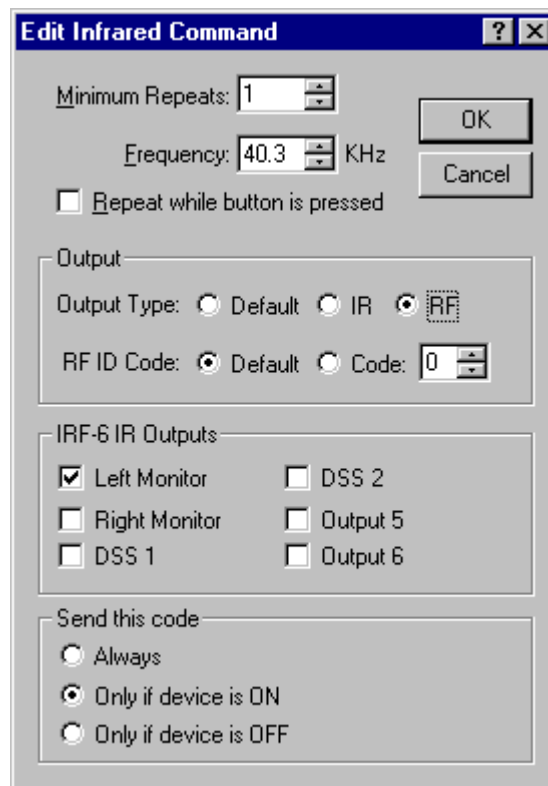 Edit Infrared Command
Minimum Repeats: 1
OK
Frequency: 40.3 KHz
Cancel
Repeat while button is pressed
Output
Output Type: Default IR RF
RF ID Code: Default Code: 0
IRF-6 IR Outputs
Left Monitor DSS 2
Right Monitor Output 5
DSS 1 Output 6
Send this code
Always
Only if device is ON
Only if device is OFF